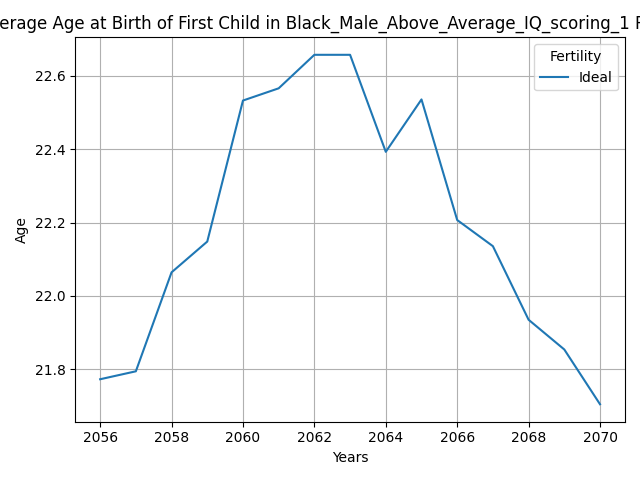 erage Age at Birth of First Child in Black_Male_Above_Average_IQ_scoring_1
Fertility
Ideal
22.6
22.4
22.2
22.0
21.8
Age
2056 2058 2060 2062 2064 2066 2068 2070
Years